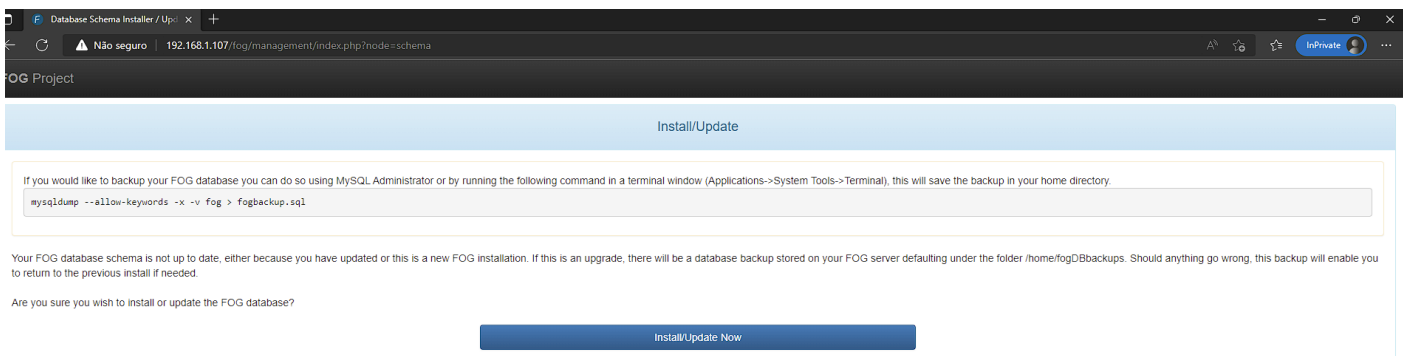 Database Schema Installer / Upd
Não seguro 192.168.1.107/fog/management/index.php?node=schema InPrivate
FOG Project
Install/Update
If you would like to backup your FOG database you can do so using MySQL Administrator or by running the following command in a terminal window (Applications->System Tools->Terminal), this will save the backup in your home directory.
mysqldump --allow-keywords -x -v fog > fogbackup.sql
Your FOG database schema is not up to date, either because you have updated or this is a new FOG installation. If this is an upgrade, there will be a database backup stored on your FOG server defaulting under the folder /home/fogDBbackups. Should anything go wrong, this backup will enable you
to return to the previous install if needed.
Are you sure you wish to install or update the FOG database?
Install/Update Now